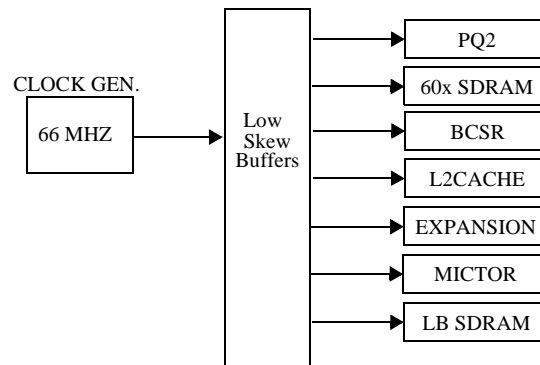 CLOCK GEN.
66 MHZ
Low
Skew
Buffers
PQ2
60x SDRAM
BCSR
L2CACHE
EXPANSION
MICTOR
LB SDRAM